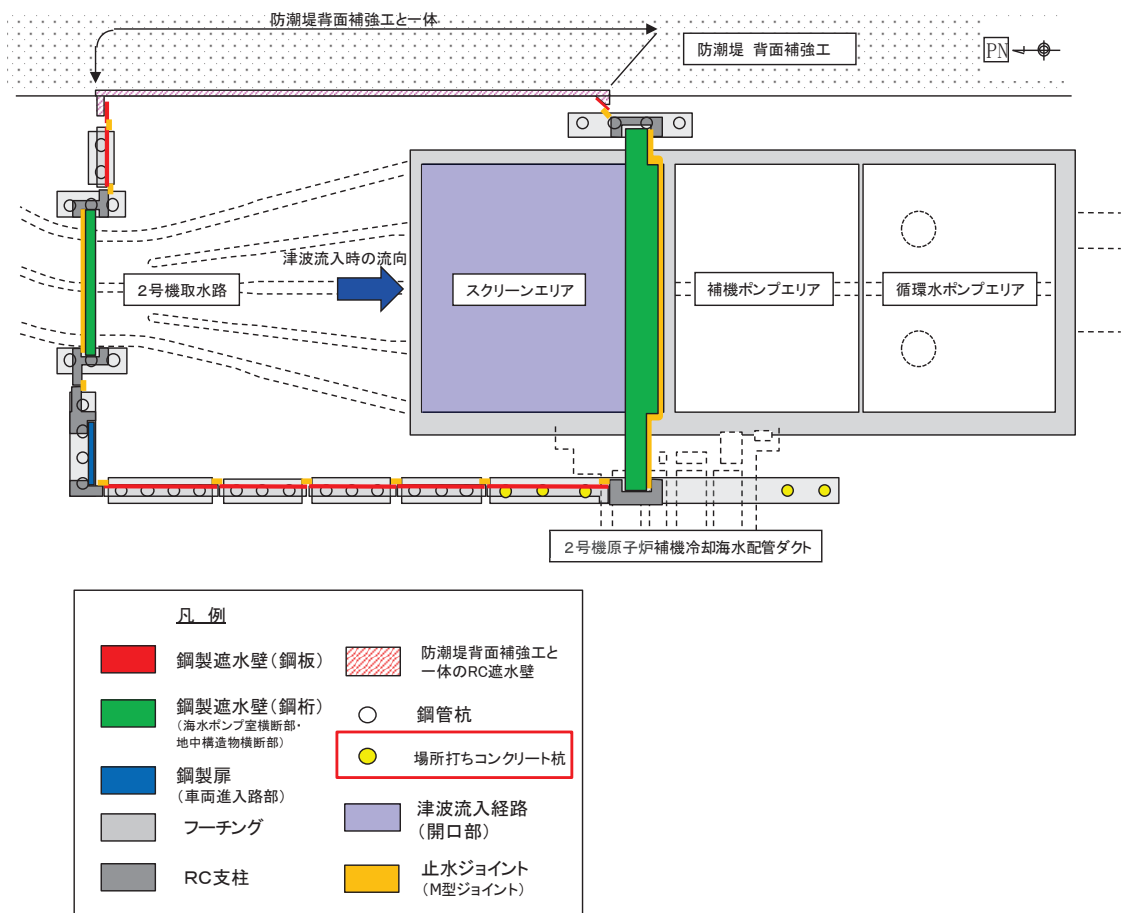 防潮堤背面補強工と一体
防潮堤 背面補強工
PN
津波流入時の流向
2号機取水路
スクリーンエリア
補機ポンプエリア
循環水ポンプエリア
2号機原子炉補機冷却海水配管ダクト
凡 例
鋼製遮水壁(鋼板)
鋼製遮水壁(鋼桁)
(海水ポンプ室横断部・
地中構造物横断部)
鋼製扉
(車両進入路部)
フーチング
RC支柱
防潮堤背面補強工と
一体のRC遮水壁
鋼管杭
場所打ちコンクリート杭
津波流入経路
(開口部)
止水ジョイント
(M型ジョイント)